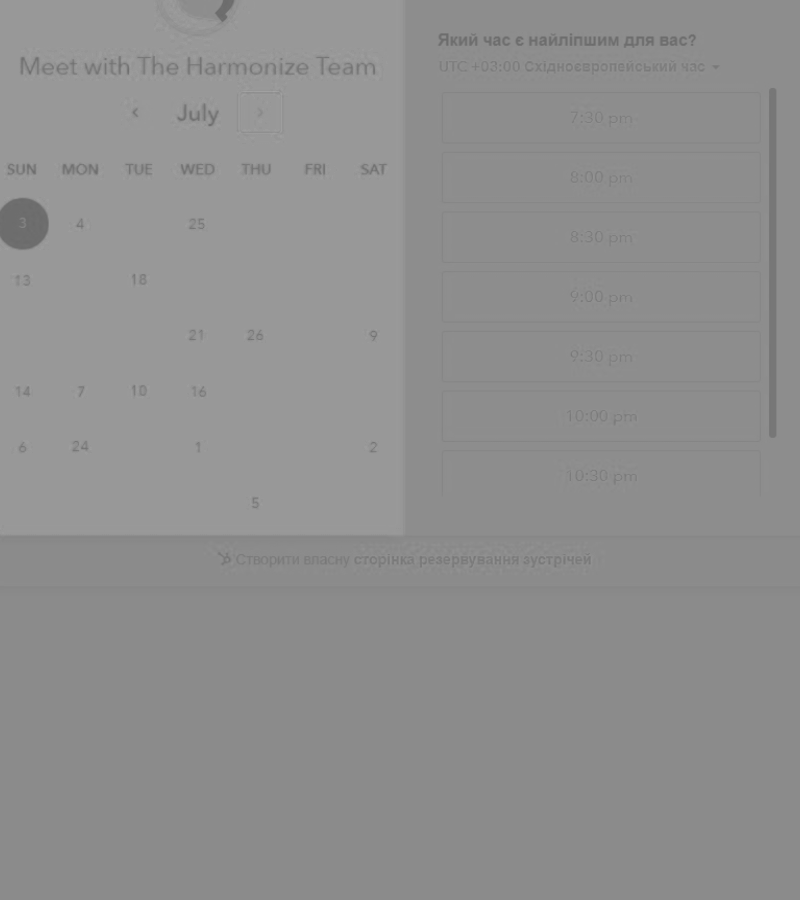 Meet with The Harmonize Team
July
SUN MON TUE WED THU FRI SAT
3 4 25
13 18
21 26 9
14 7 10 16
6 24 1 2
5
Який час є найліпшим для вас?
UTC +03:00 Східноєвропейський час
7:30 pm
8:00 pm
8:30 pm
9:00 pm
9:30 pm
10:00 pm
10:30 pm
Створити власну сторінка резервування зустрічей